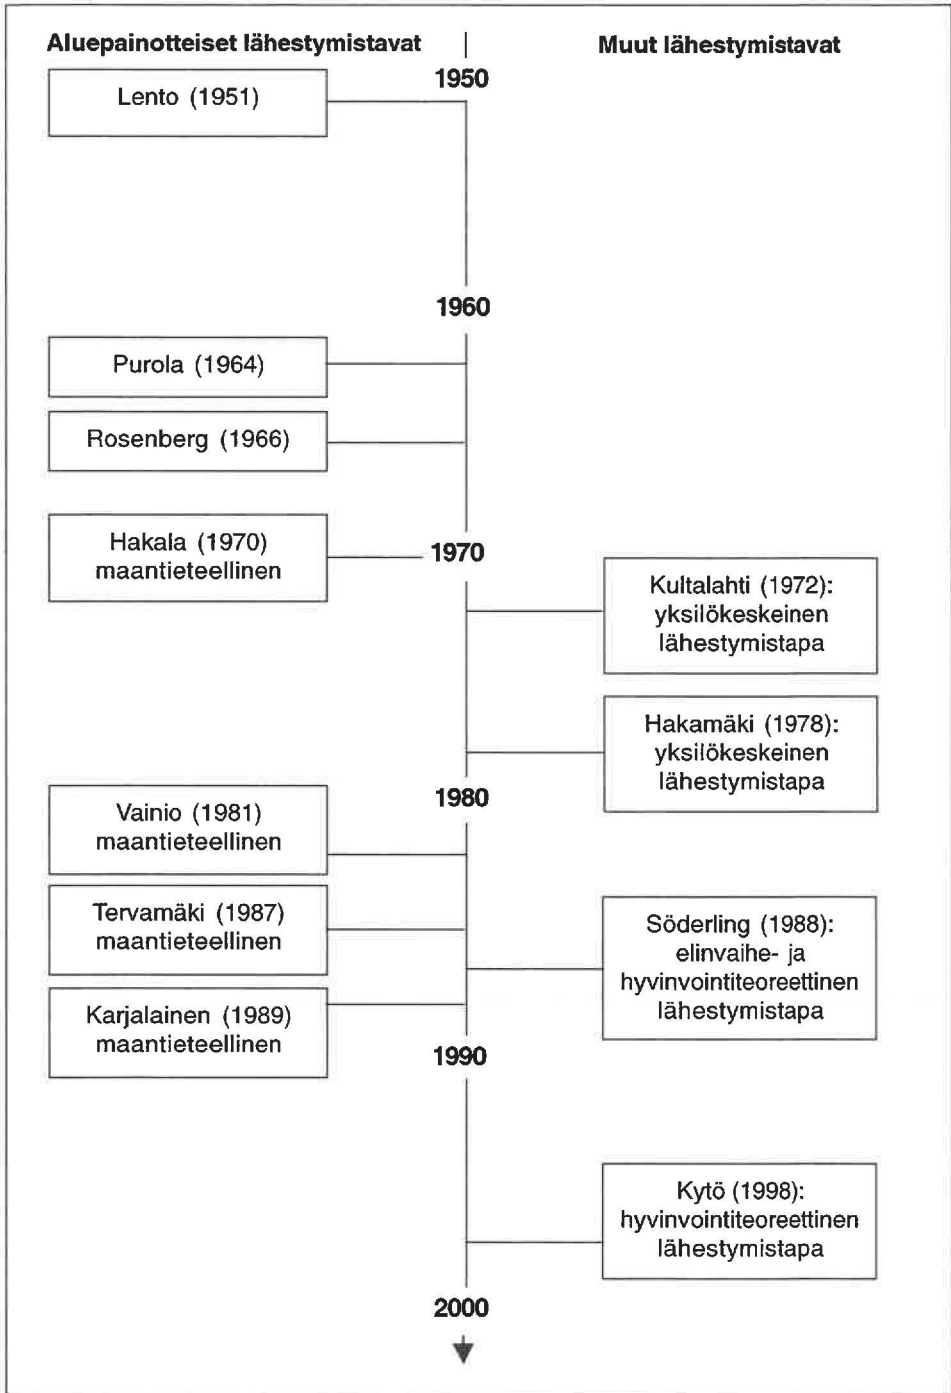 Aluepainotteiset lähestymistavat
Muut lähestymistavat
1950
Lento (1951)
1960
Purola (1964)
Rosenberg (1966)
Hakala (1970)
maantieteellinen
1970
Kultalahti (1972):
yksilökeskeinen
lähestymistapa
Hakamäki (1978):
yksilökeskeinen
lähestymistapa
1980
Vainio (1981)
maantieteellinen
Tervamäki (1987)
maantieteellinen
Söderling (1988):
elinvaihe- ja
hyvinvointiteoreettinen
lähestymistapa
Karjalainen (1989)
maantieteellinen
1990
Kytö (1998):
hyvinvointiteoreettinen
lähestymistapa
2000